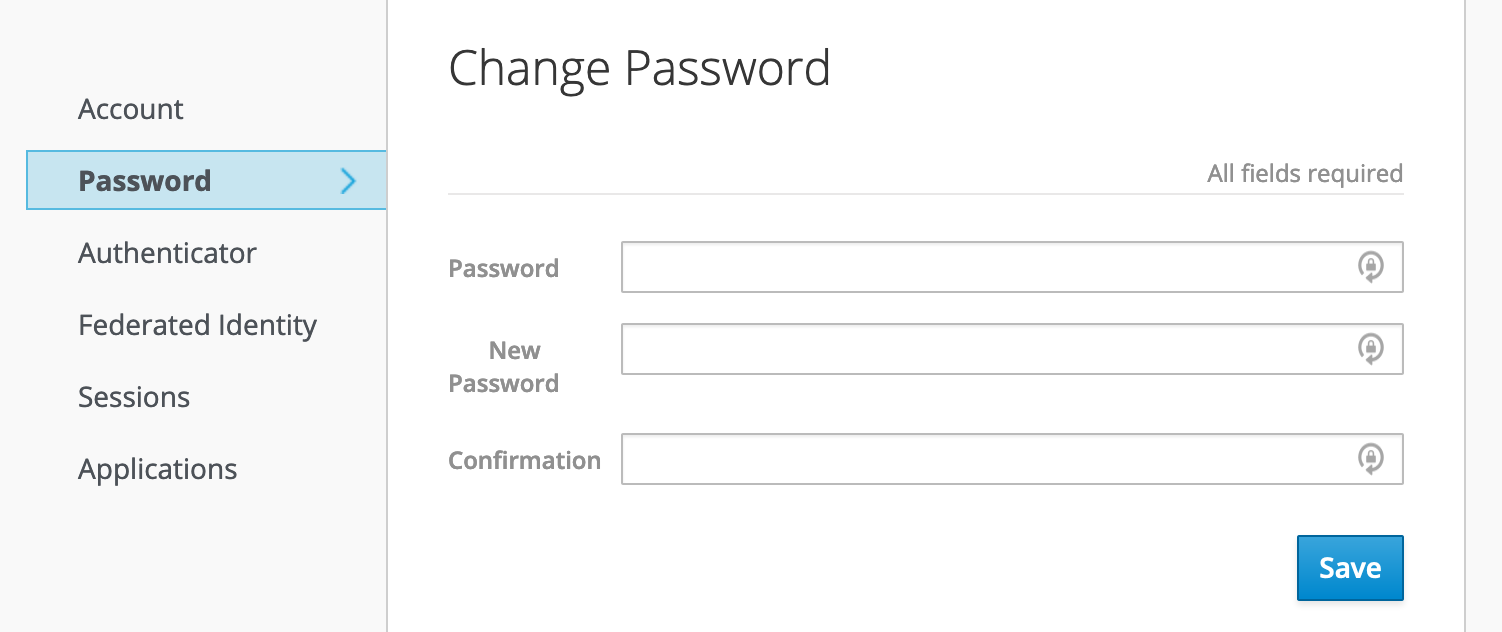 Account
Password
Authenticator
Federated Identity
Sessions
Applications
Change Password
All fields required
Password
New
Password
Confirmation
Save